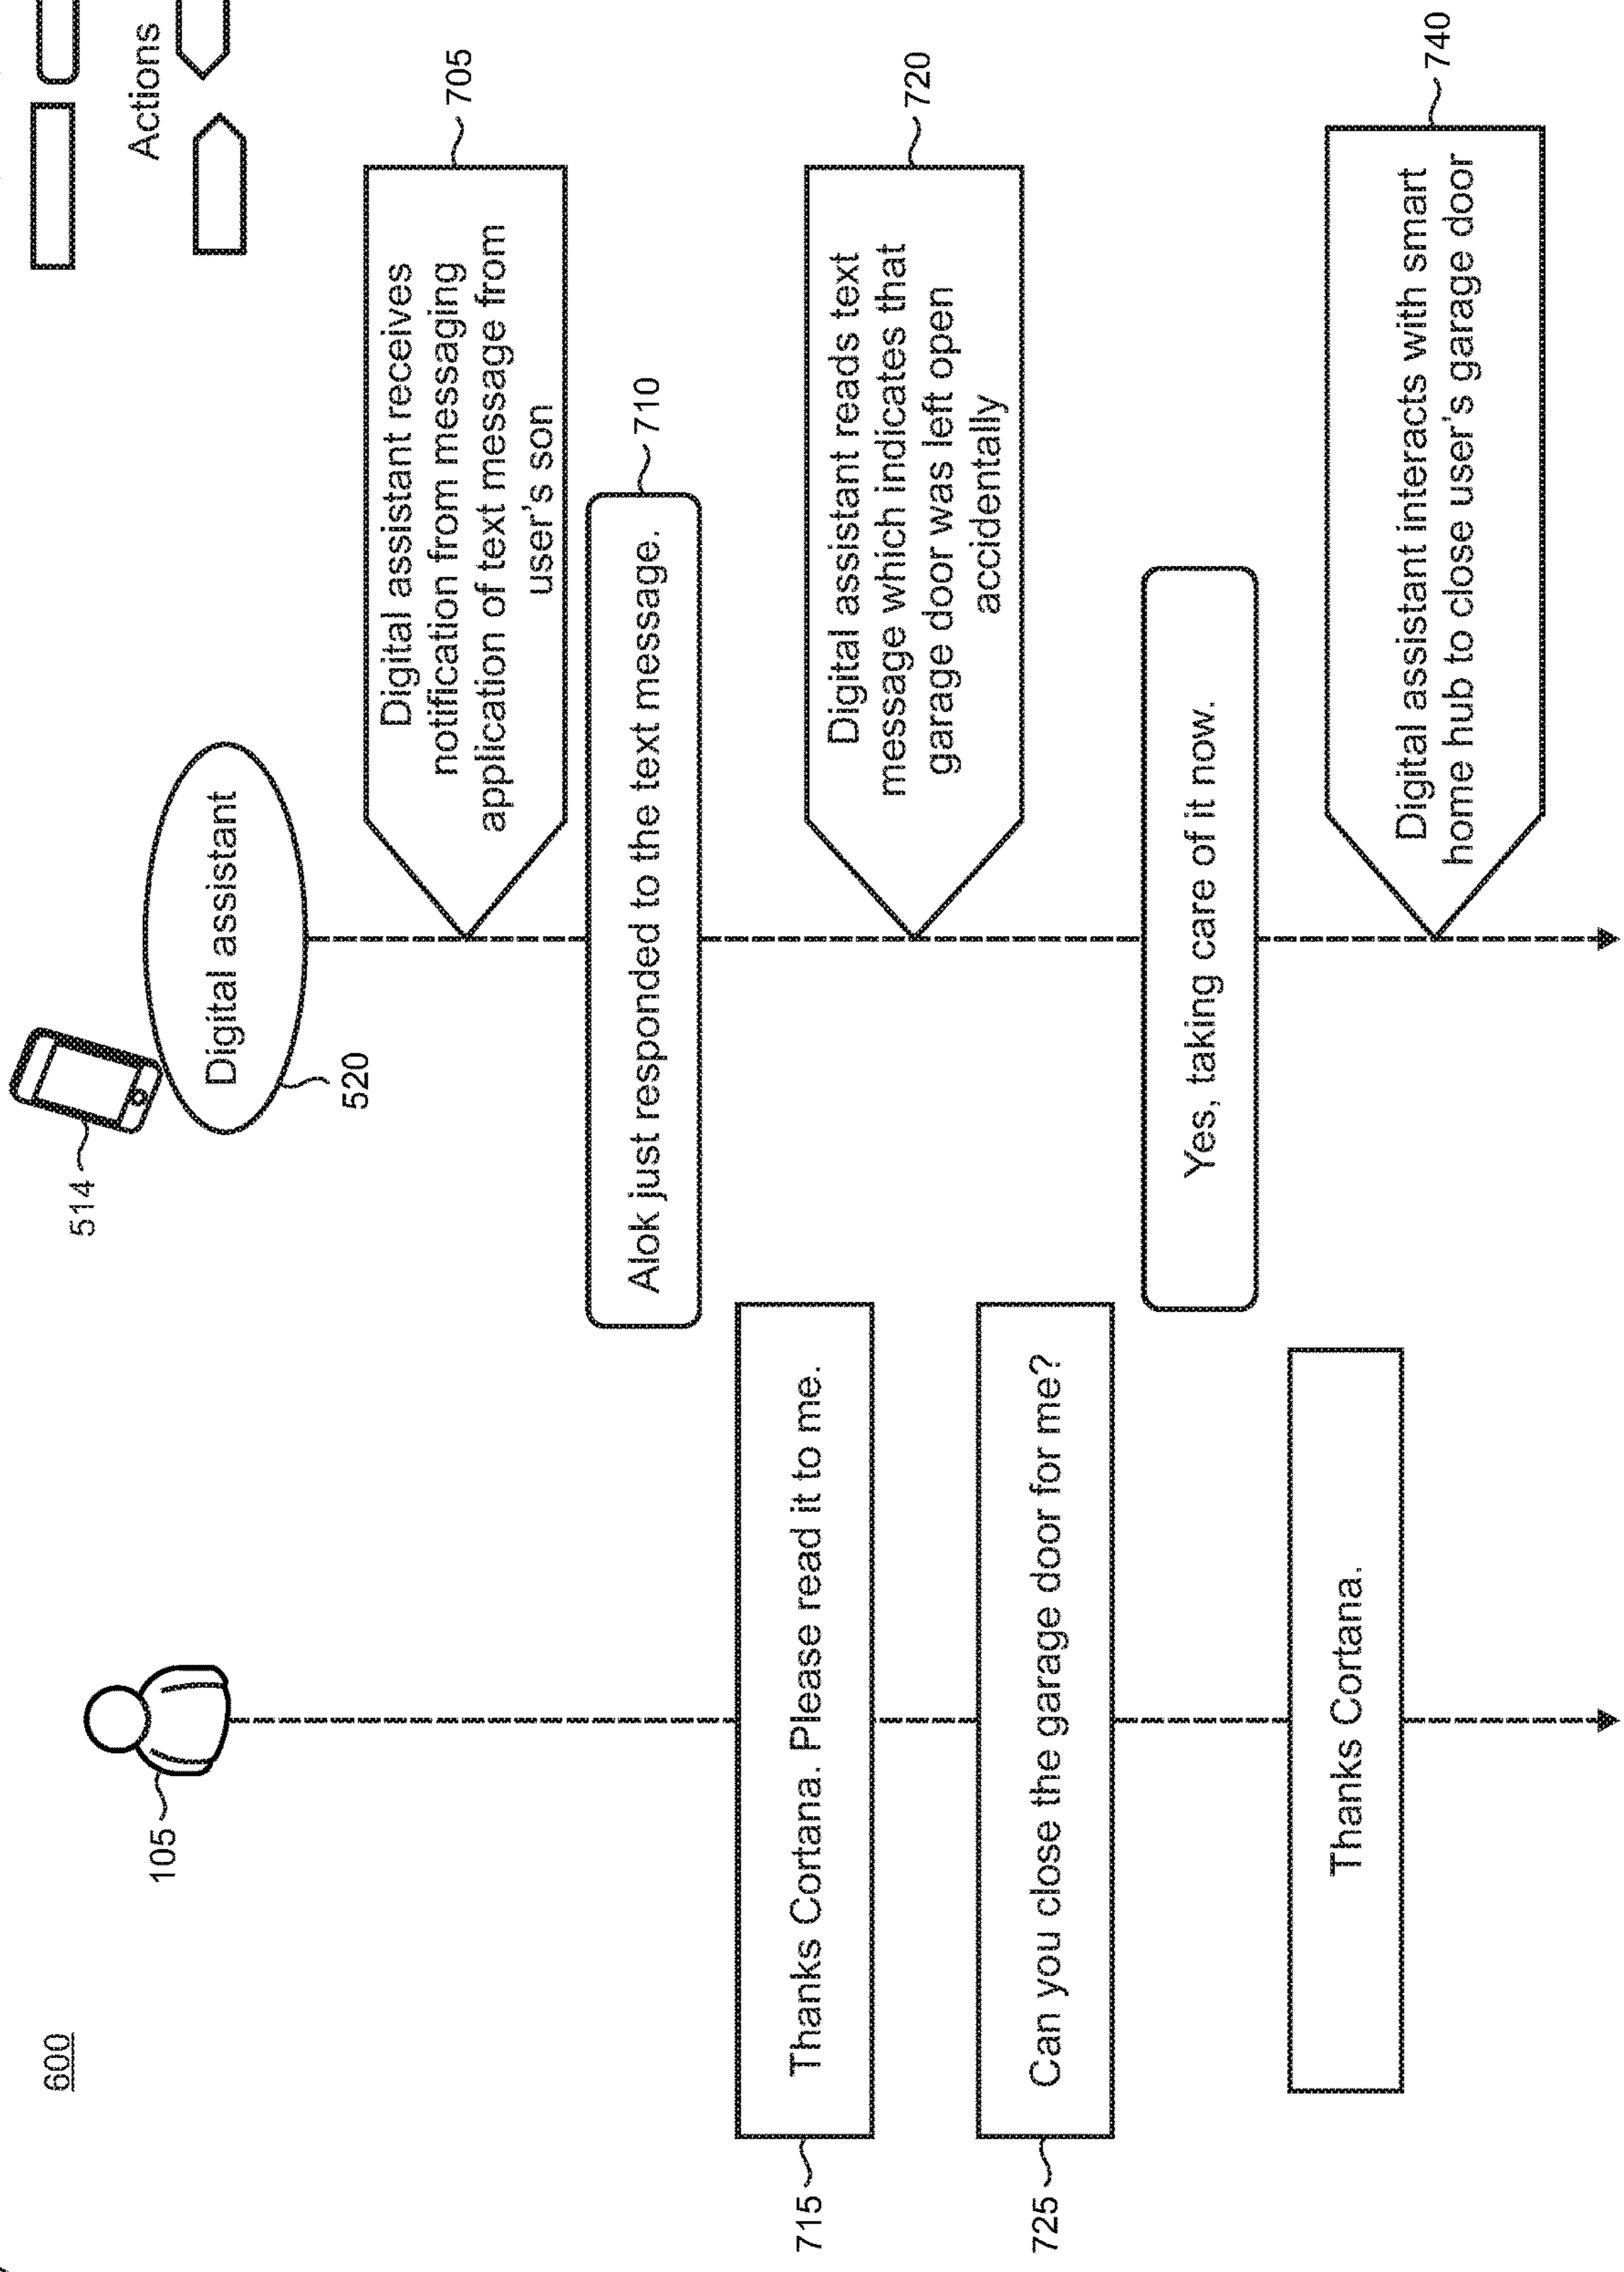 600
105
514
Digital assistant
520
Actions
Digital assistant receives
notification from messaging
application of text message from
user's son
705
Alok just responded to the text message.
710
Thanks Cortana. Please read it to me.
715
Digital assistant reads text
message which indicates that
garage door was left open
accidentally
720
Can you close the garage door for me?
725
Yes, taking care of it now.
Thanks Cortana.
Digital assistant interacts with smart
home hub to close user's garage door
740